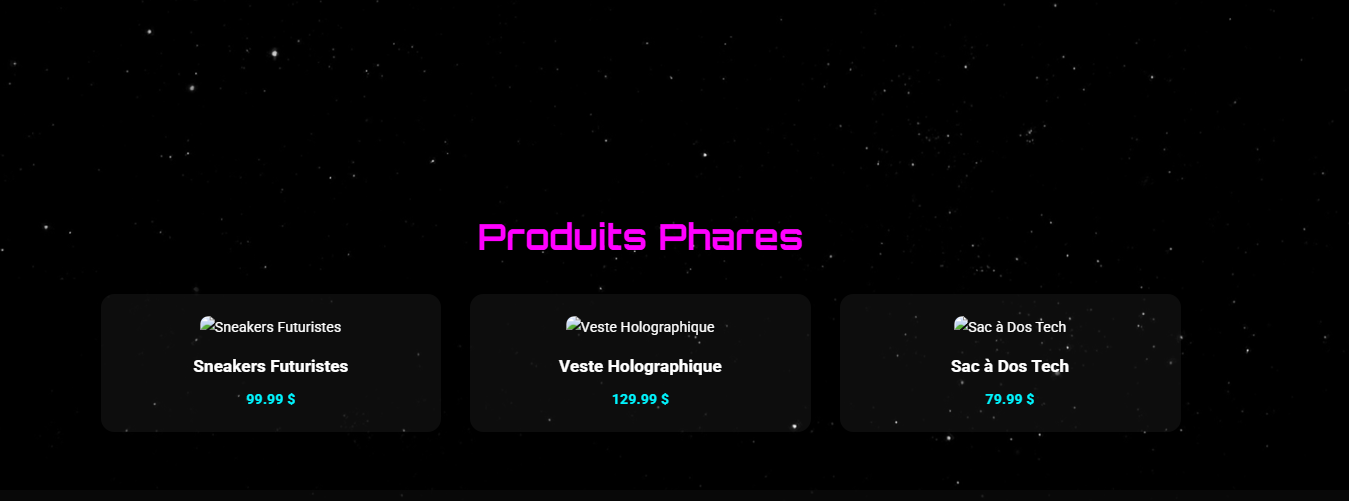 Produits Phares
Sneakers Futuristes
Veste Holographique
Sac à Dos Tech
Sneakers Futuristes
Veste Holographique
Sac à Dos Tech
99.99 $
129.99 $
79.99 $